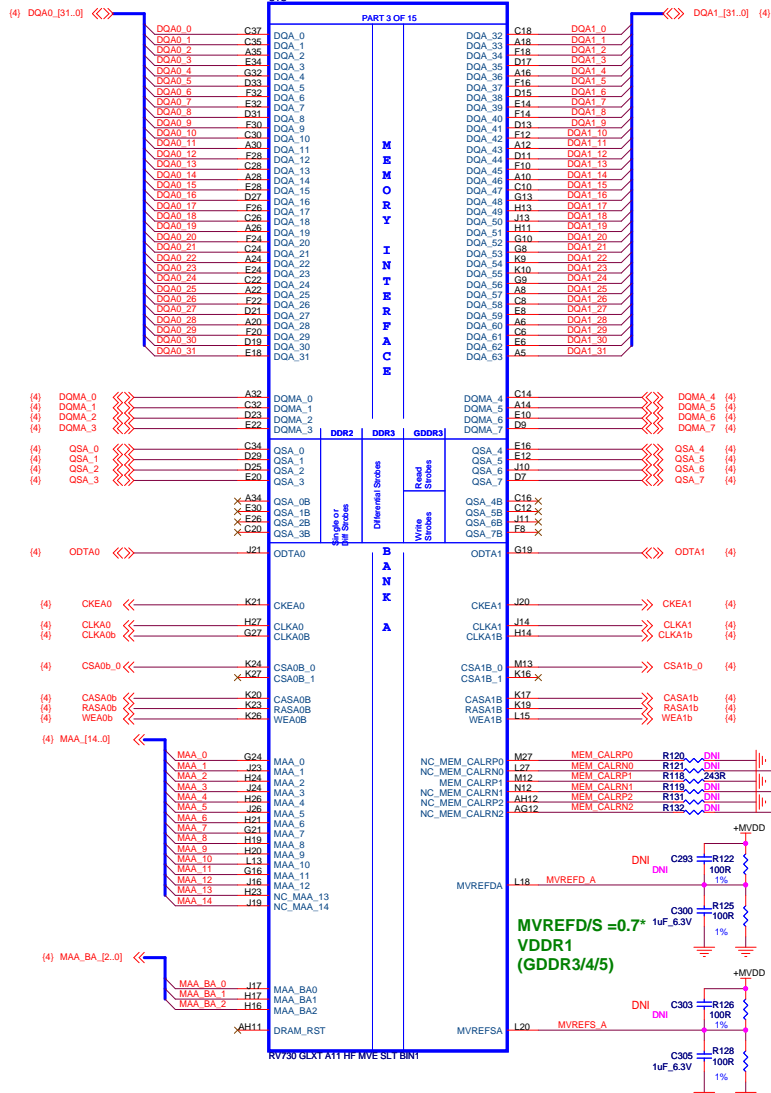 {4} DQA0_[31..0] DQA1_[31..0] {4}
PART 3 OF 15
DQA0_0 C37 DQA_0 DQA_32 C18 DQA1_0
DQA0_1 C35 DQA_1 DQA_33 A18 DQA1_1
DQA0_2 A35 DQA_2 DQA_34 F18 DQA1_2
DQA0_3 E34 DQA_3 DQA_35 D17 DQA1_3
DQA0_4 G32 DQA_4 DQA_36 A16 DQA1_4
DQA0_5 D33 DQA_5 DQA_37 F16 DQA1_5
DQA0_6 F32 DQA_6 DQA_38 D15 DQA1_6
DQA0_7 E32 DQA_7 DQA_39 E14 DQA1_7
DQA0_8 D31 DQA_8 DQA_40 F14 DQA1_8
DQA0_9 F30 DQA_9 DQA_41 D13 DQA1_9
DQA0_10 C30 DQA_10 DQA_42 F12 DQA1_10
DQA0_11 A30 DQA_11 DQA_43 A12 DQA1_11
DQA0_12 F28 DQA_12 DQA_44 D11 DQA1_12
DQA0_13 C28 DQA_13 DQA_45 F10 DQA1_13
DQA0_14 A28 DQA_14 DQA_46 A10 DQA1_14
DQA0_15 E28 DQA_15 DQA_47 C10 DQA1_15
DQA0_16 D27 DQA_16 DQA_48 G13 DQA1_16
DQA0_17 F26 DQA_17 DQA_49 H13 DQA1_17
DQA0_18 C26 DQA_18 DQA_50 J13 DQA1_18
DQA0_19 A26 DQA_19 DQA_51 H11 DQA1_19
DQA0_20 F24 DQA_20 DQA_52 G10 DQA1_20
DQA0_21 C24 DQA_21 DQA_53 G8 DQA1_21
DQA0_22 A24 DQA_22 DQA_54 K9 DQA1_22
DQA0_23 E24 DQA_23 DQA_55 K10 DQA1_23
DQA0_24 C22 DQA_24 DQA_56 G9 DQA1_24
DQA0_25 A22 DQA_25 DQA_57 A8 DQA1_25
DQA0_26 F22 DQA_26 DQA_58 C8 DQA1_26
DQA0_27 D21 DQA_27 DQA_59 E8 DQA1_27
DQA0_28 A20 DQA_28 DQA_60 A6 DQA1_28
DQA0_29 F20 DQA_29 DQA_61 C6 DQA1_29
DQA0_30 D19 DQA_30 DQA_62 E6 DQA1_30
DQA0_31 E18 DQA_31 DQA_63 A5 DQA1_31
MEMORY INTERFACE
{4} DQMA_0 A32 DQMA_0 DQMA_4 C14 DQMA_4 {4}
{4} DQMA_1 C32 DQMA_1 DQMA_5 A14 DQMA_5 {4}
{4} DQMA_2 D23 DQMA_2 DQMA_6 E10 DQMA_6 {4}
{4} DQMA_3 E22 DQMA_3 DQMA_7 D9 DQMA_7 {4}
DDR2 DDR3 GDDR3
{4} QSA_0 C34 QSA_0 QSA_4 E16 QSA_4 {4}
{4} QSA_1 D29 QSA_1 QSA_5 E12 QSA_5 {4}
{4} QSA_2 D25 QSA_2 QSA_6 J10 QSA_6 {4}
{4} QSA_3 E20 QSA_3 QSA_7 D7 QSA_7 {4}
Single or Diff Strobes
Differential Strobes
Read Strobes
Write Strobes
A34 QSA_0B QSA_4B C16
E30 QSA_1B QSA_5B C12
E26 QSA_2B QSA_6B J11
C20 QSA_3B QSA_7B F8
{4} ODTA0 J21 ODTA0 ODTA1 G19 ODTA1 {4}
BANK A
{4} CKEA0 K21 CKEA0 CKEA1 J20 CKEA1 {4}
{4} CLKA0 H27 CLKA0 CLKA1 J14 CLKA1 {4}
{4} CLKA0b G27 CLKA0B CLKA1B H14 CLKA1b {4}
{4} CSA0b_0 K24 CSA0B_0 CSA1B_0 M13 CSA1b_0 {4}
K27 CSA0B_1 CSA1B_1 K16
{4} CASA0b K20 CASA0B CASA1B K17 CASA1b {4}
{4} RASA0b K23 RASA0B RASA1B K19 RASA1b {4}
{4} WEA0b K26 WEA0B WEA1B L15 WEA1b {4}
{4} MAA_[14..0]
MAA_0 G24 MAA_0 NC_MEM_CALRP0 M27 MEM_CALRP0 R120 DNI
MAA_1 J23 MAA_1 NC_MEM_CALRN0 L27 MEM_CALRN0 R121 DNI
MAA_2 H24 MAA_2 MEM_CALRP1 M12 MEM_CALRP1 R118 243R
MAA_3 J24 MAA_3 NC_MEM_CALRN1 N12 MEM_CALRN1 R119 DNI
MAA_4 H26 MAA_4 NC_MEM_CALRP2 AH12 MEM_CALRP2 R131 DNI
MAA_5 J26 MAA_5 NC_MEM_CALRN2 AG12 MEM_CALRN2 R132 DNI
MAA_6 H21 MAA_6
MAA_7 G21 MAA_7
MAA_8 H19 MAA_8
MAA_9 H20 MAA_9
MAA_10 L13 MAA_10
MAA_11 G16 MAA_11
MAA_12 J16 MAA_12
MAA_13 H23 NC_MAA_13
MAA_14 J19 NC_MAA_14
+MVDD
DNI C293 R122
DNI 100R
1%
MVREFDA L18 MVREFD_A
C300 R125
1uF_6.3V 100R
1%
MVREFD/S =0.7*
VDDR1
(GDDR3/4/5)
{4} MAA_BA_[2..0]
MAA_BA_0 J17 MAA_BA0
MAA_BA_1 H17 MAA_BA1
MAA_BA_2 H16 MAA_BA2
+MVDD
DNI C303 R126
DNI 100R
1%
AH11 DRAM_RST MVREFSA L20 MVREFS_A
C305 R128
1uF_6.3V 100R
1%
RV730 GLXT A11 HF MVE SLT BIN1